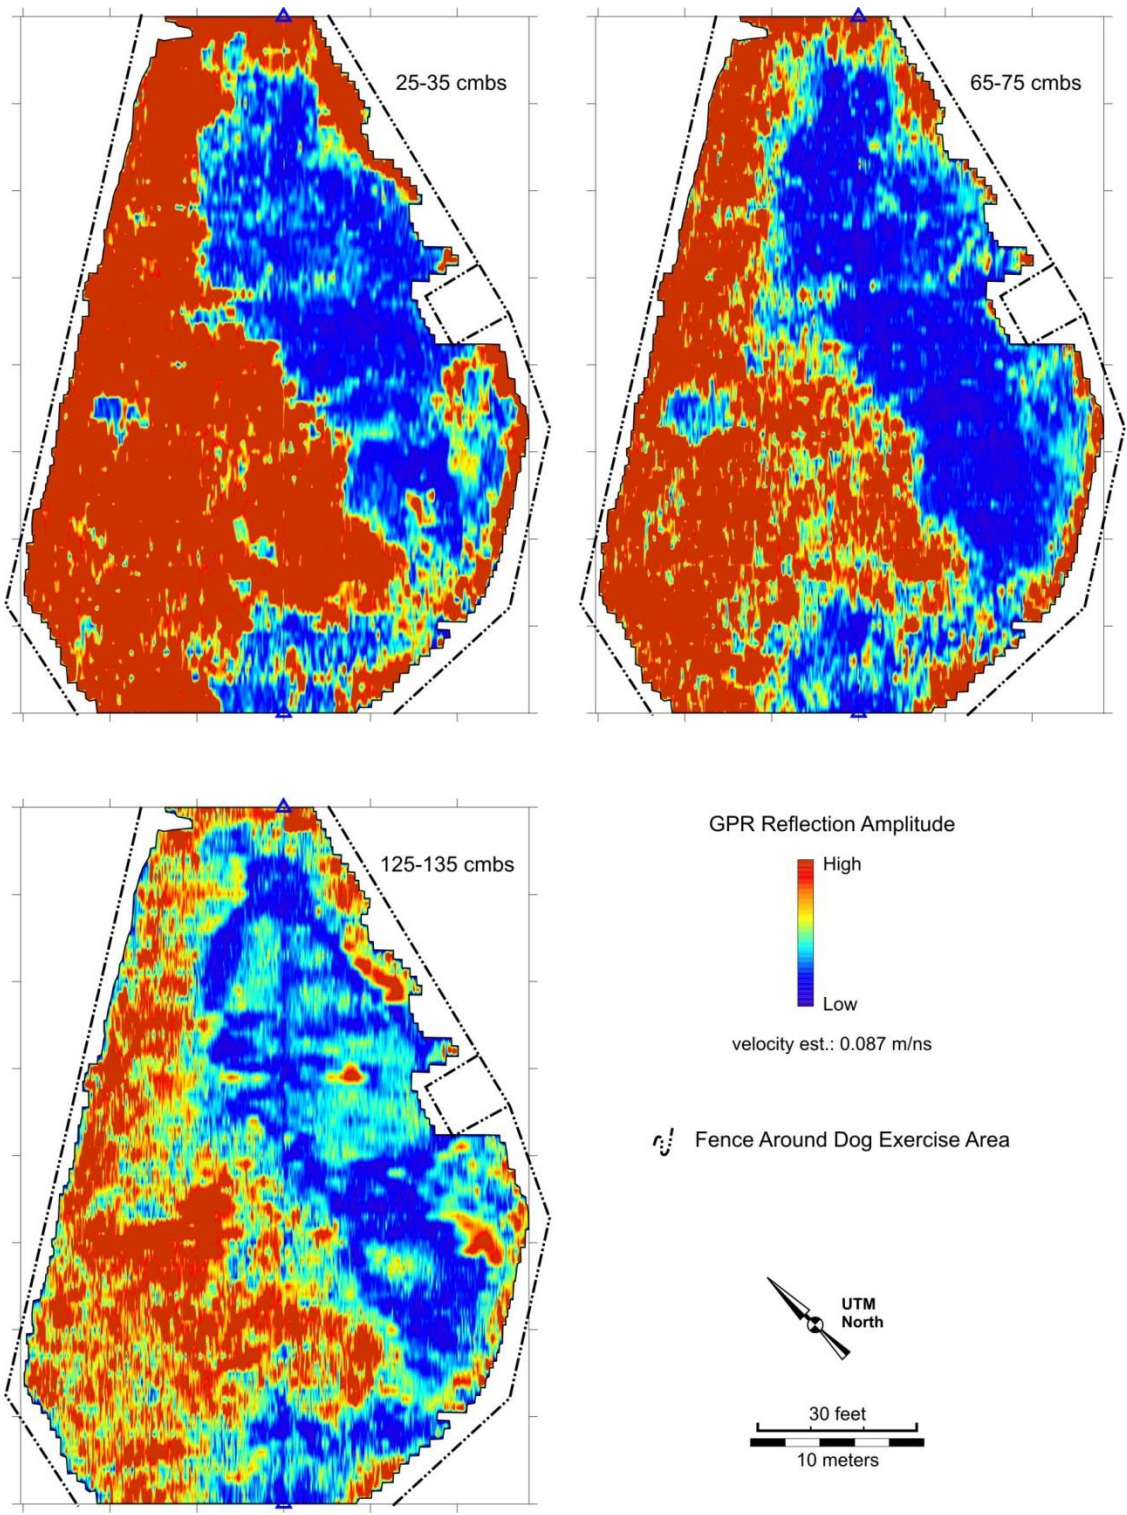 25-35 cmbs
65-75 cmbs
125-135 cmbs
GPR Reflection Amplitude
High
Low
velocity est.: 0.087 m/ns
Fence Around Dog Exercise Area
UTM
North
30 feet
10 meters